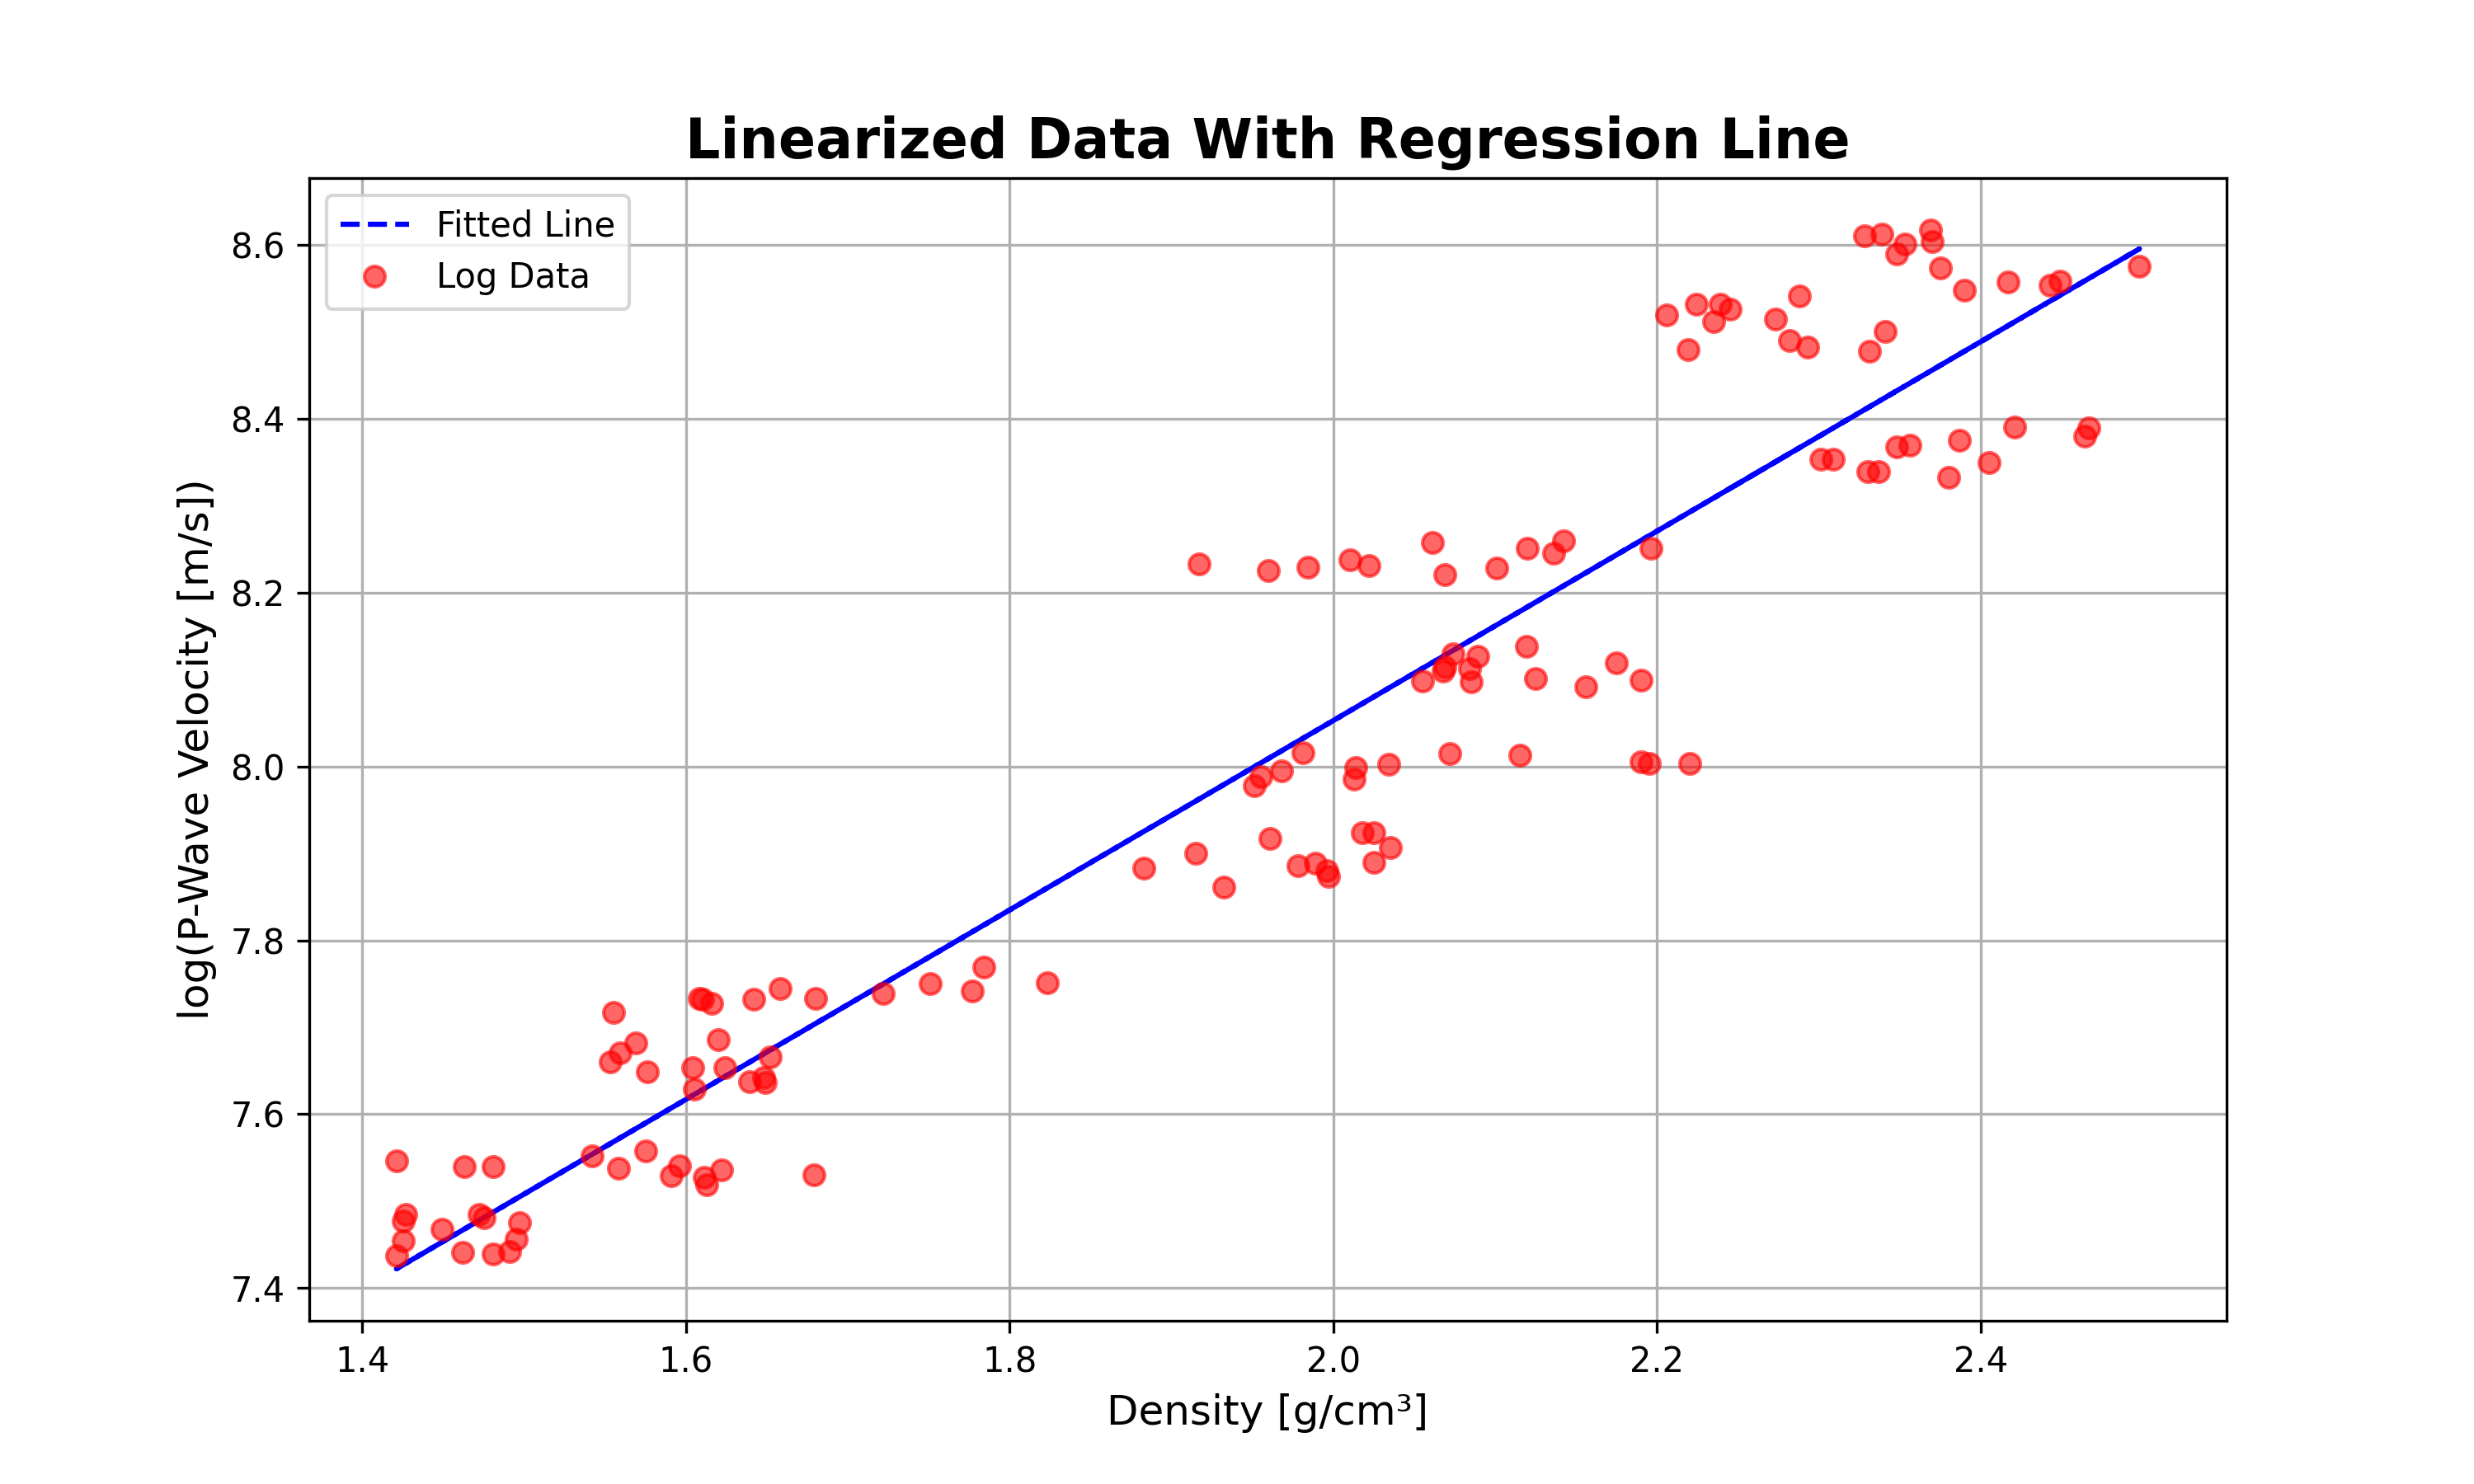 Linearized Data With Regression Line
Fitted Line
Log Data
log(P-Wave Velocity [m/s])
8.6
8.4
8.2
8.0
7.8
7.6
7.4
1.4 1.6 1.8 2.0 2.2 2.4
Density [g/cm³]